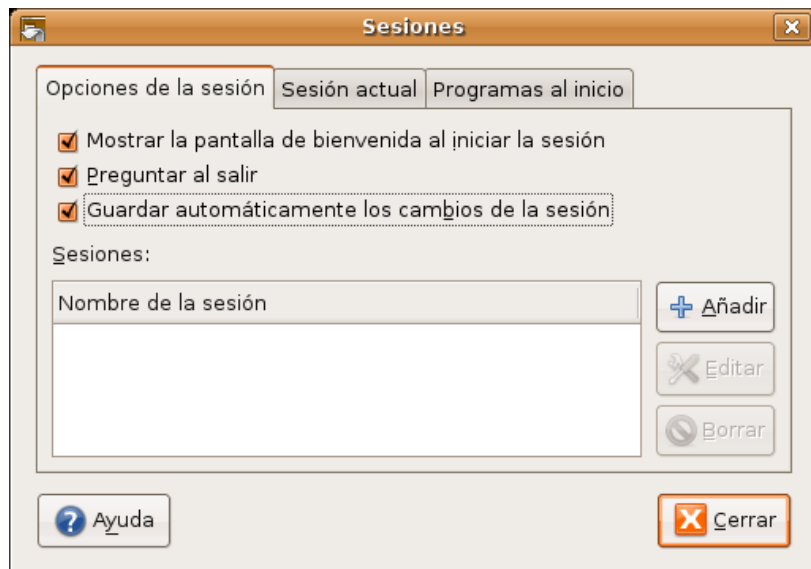 Sesiones
Opciones de la sesión Sesión actual Programas al inicio
Mostrar la pantalla de bienvenida al iniciar la sesión
Preguntar al salir
Guardar automáticamente los cambios de la sesión
Sesiones:
Nombre de la sesión
Añadir
Editar
Borrar
Ayuda
Cerrar